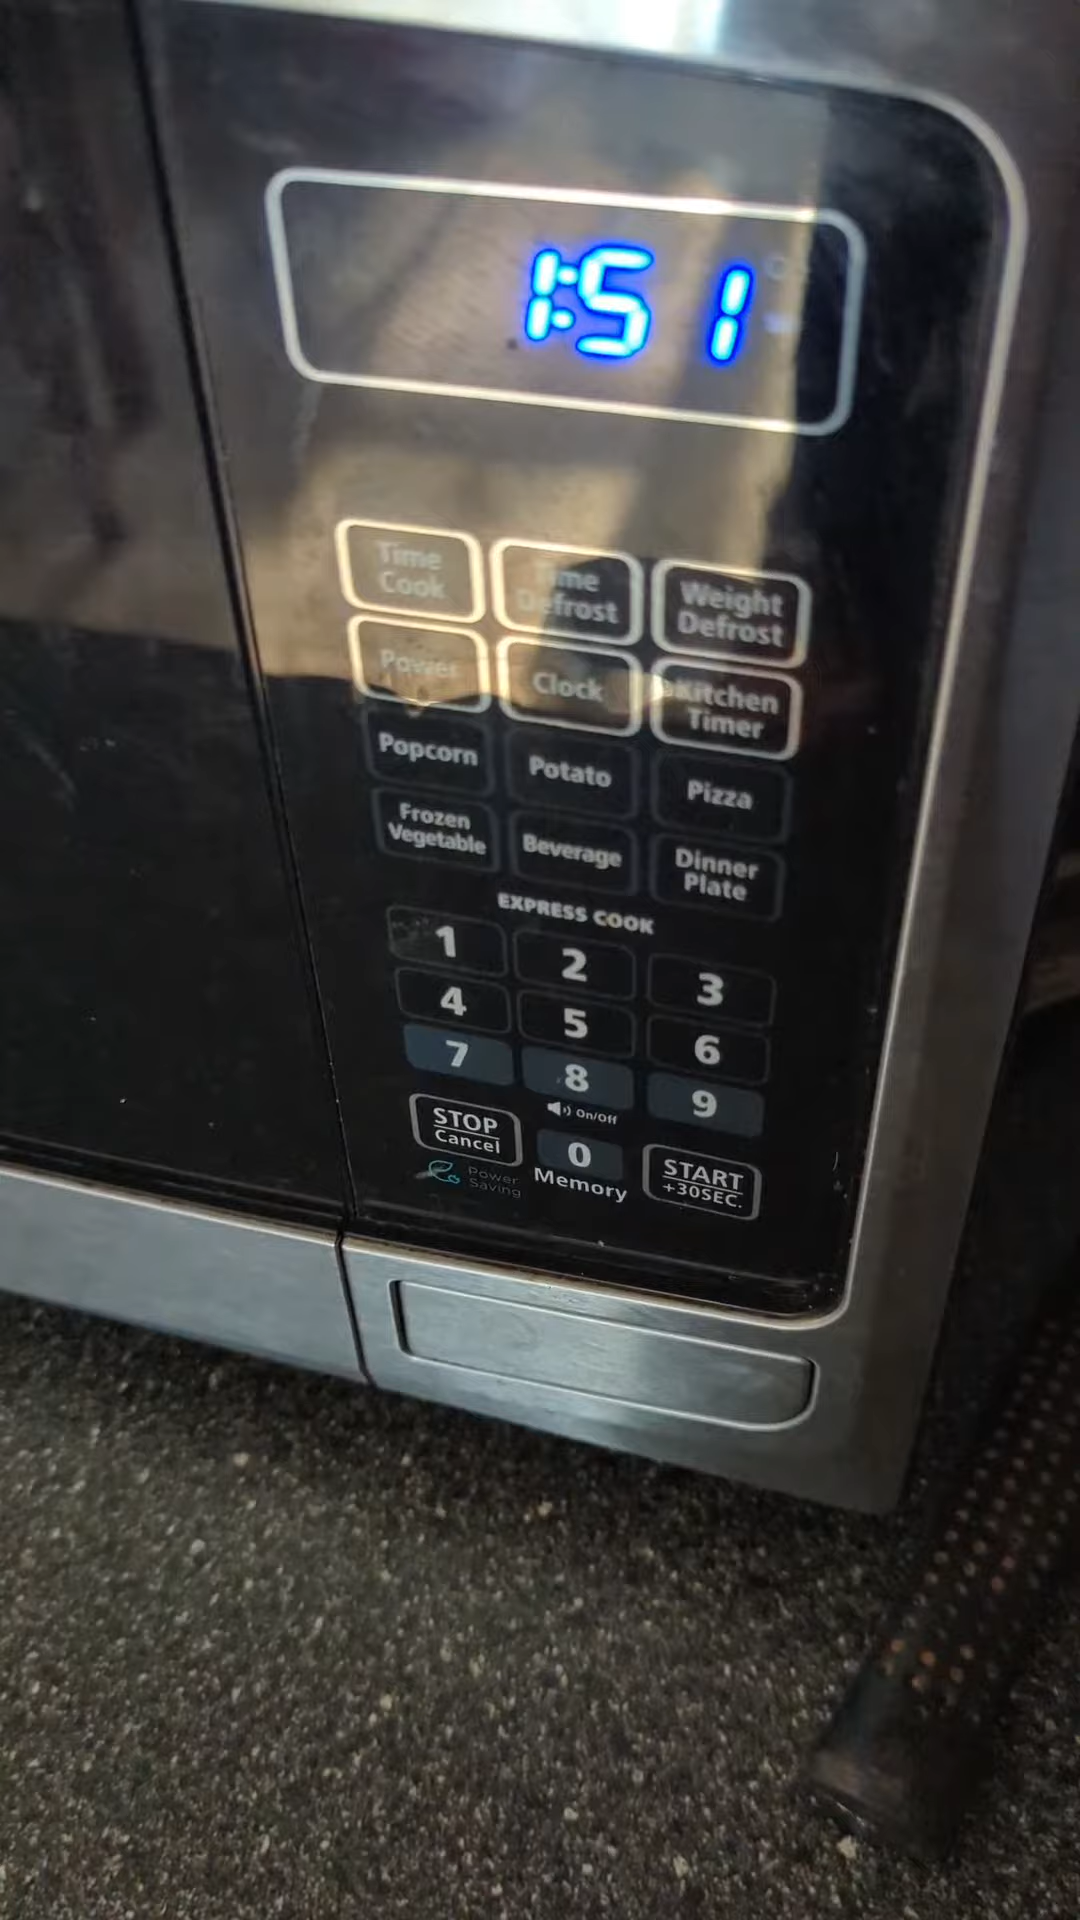 1:51
Time
Cook
Time
Defrost
Weight
Defrost
Power
Clock
Kitchen
Timer
Popcorn
Potato
Pizza
Frozen
Vegetable
Beverage
Dinner
Plate
EXPRESS COOK
1
2
3
4
5
6
7
8
9
On/Off
STOP
Cancel
0
START
+30SEC.
Power
Saving
Memory